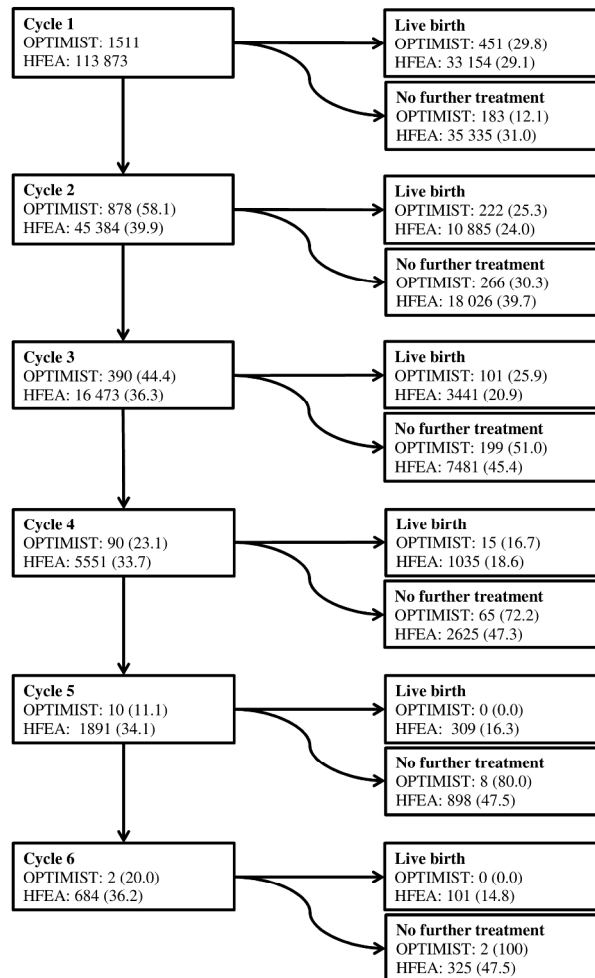 Cycle 1
OPTIMIST: 1511
HFEA: 113 873
Live birth
OPTIMIST: 451 (29.8)
HFEA: 33 154 (29.1)
No further treatment
OPTIMIST: 183 (12.1)
HFEA: 35 335 (31.0)
Cycle 2
OPTIMIST: 878 (58.1)
HFEA: 45 384 (39.9)
Live birth
OPTIMIST: 222 (25.3)
HFEA: 10 885 (24.0)
No further treatment
OPTIMIST: 266 (30.3)
HFEA: 18 026 (39.7)
Cycle 3
OPTIMIST: 390 (44.4)
HFEA: 16 473 (36.3)
Live birth
OPTIMIST: 101 (25.9)
HFEA: 3441 (20.9)
No further treatment
OPTIMIST: 199 (51.0)
HFEA: 7481 (45.4)
Cycle 4
OPTIMIST: 90 (23.1)
HFEA: 5551 (33.7)
Live birth
OPTIMIST: 15 (16.7)
HFEA: 1035 (18.6)
No further treatment
OPTIMIST: 65 (72.2)
HFEA: 2625 (47.3)
Cycle 5
OPTIMIST: 10 (11.1)
HFEA: 1891 (34.1)
Live birth
OPTIMIST: 0 (0.0)
HFEA: 309 (16.3)
No further treatment
OPTIMIST: 8 (80.0)
HFEA: 898 (47.5)
Cycle 6
OPTIMIST: 2 (20.0)
HFEA: 684 (36.2)
Live birth
OPTIMIST: 0 (0.0)
HFEA: 101 (14.8)
No further treatment
OPTIMIST: 2 (100)
HFEA: 325 (47.5)